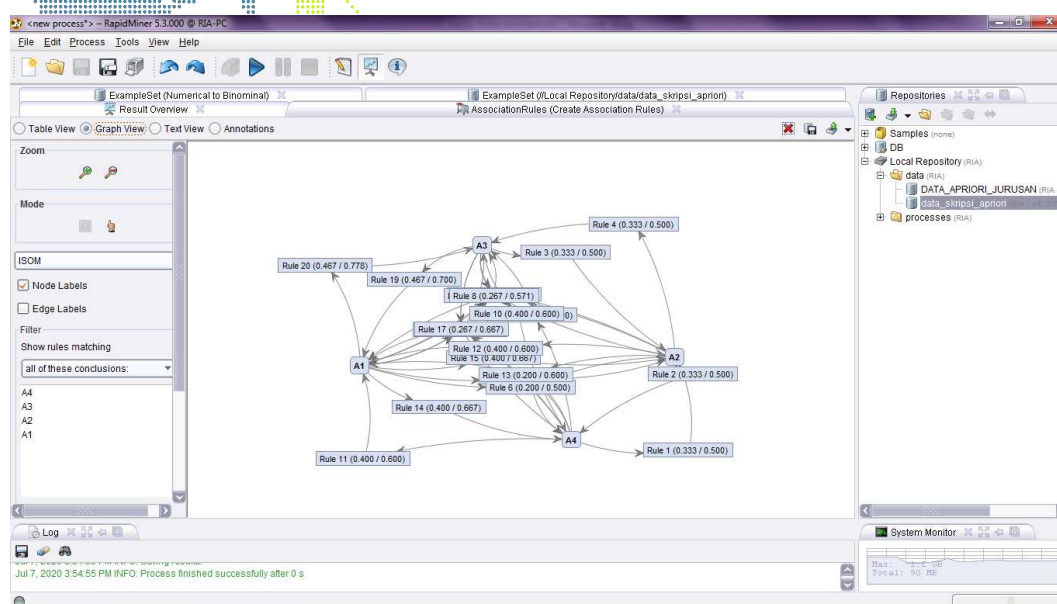 <new process*> – RapidMiner 5.3.000 @ RIA-PC
File Edit Process Tools View Help
ExampleSet (Numerical to Binominal)
ExampleSet (//Local Repository/data/data_skripsi_apriori)
Result Overview
AssociationRules (Create Association Rules)
Table View Graph View Text View Annotations
Zoom
Mode
ISOM
Node Labels
Edge Labels
Filter
Show rules matching
all of these conclusions:
A4
A3
A2
A1
Rule 4 (0.333 / 0.500)
A3
Rule 3 (0.333 / 0.500)
Rule 20 (0.467 / 0.778)
Rule 19 (0.467 / 0.700)
Rule 8 (0.267 / 0.571)
Rule 10 (0.400 / 0.600)
Rule 17 (0.267 / 0.667)
Rule 12 (0.400 / 0.600)
Rule 15 (0.400 / 0.667)
A1
A2
Rule 13 (0.200 / 0.600)
Rule 2 (0.333 / 0.500)
Rule 6 (0.200 / 0.500)
Rule 14 (0.400 / 0.667)
A4
Rule 1 (0.333 / 0.500)
Rule 11 (0.400 / 0.600)
Repositories
Samples (none)
DB
Local Repository (RIA)
data (RIA)
DATA_APRIORI_JURUSAN (RIA
data_skripsi_apriori
processes (RIA)
Log
Jul 7, 2020 3:54:55 PM INFO: Process finished successfully after 0 s
System Monitor
Max: 1.1 GB
Total: 90 MB